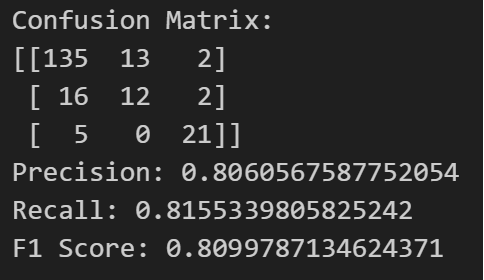 Confusion Matrix:
[[135  13   2]
 [ 16  12   2]
 [  5   0  21]]
Precision: 0.8060567587752054
Recall: 0.8155339805825242
F1 Score: 0.8099787134624371